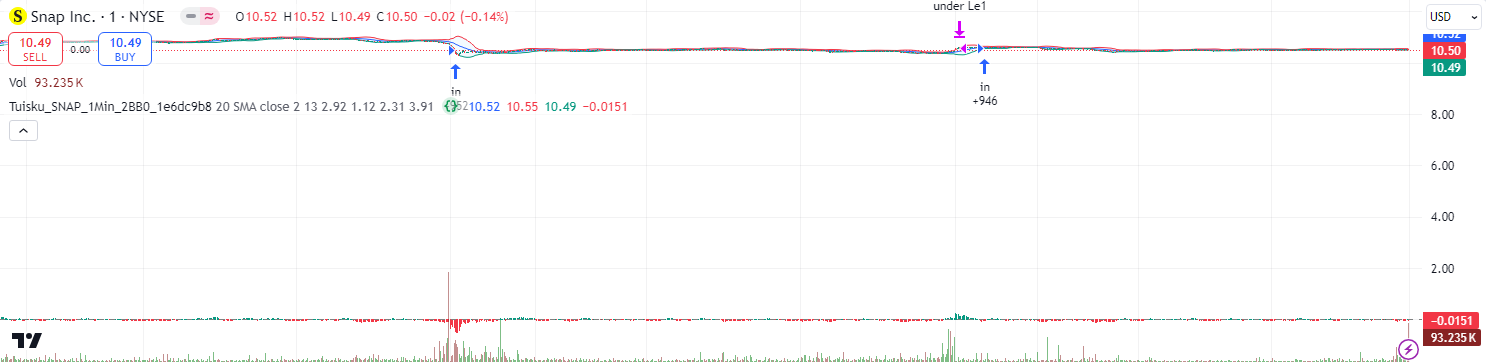 under Le1
S Snap Inc. · 1 · NYSE O10.52 H10.52 L10.49 C10.50 −0.02 (−0.14%)
USD
10.49 SELL 0.00 10.49 BUY
10.52
10.50
10.49
Vol 93.235 K
in
in
+946
Tuisku_SNAP_1Min_2BB0_1e6dc9b8 20 SMA close 2 13 2.92 1.12 2.31 3.91 10.52 10.55 10.49 −0.0151
8.00
6.00
4.00
2.00
−0.0151
93.235 K